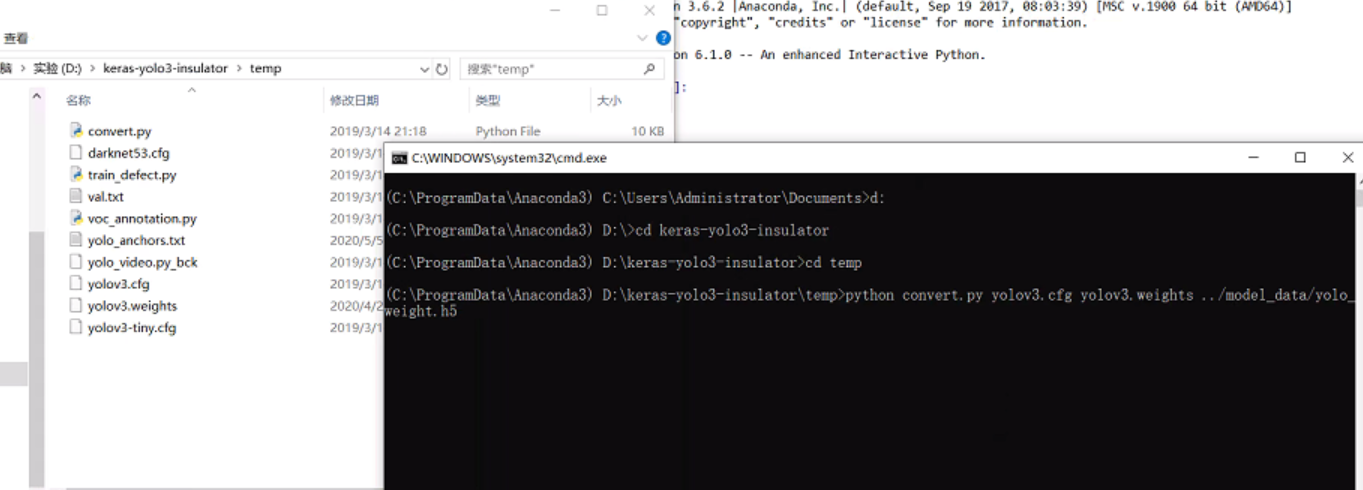 n 3.6.2 |Anaconda, Inc.| (default, Sep 19 2017, 08:03:39) [MSC v.1900 64 bit (AMD64)]
"copyright", "credits" or "license" for more information.
on 6.1.0 -- An enhanced Interactive Python.
]:
查看
脑 > 实验 (D:) > keras-yolo3-insulator > temp
搜索"temp"
名称 修改日期 类型 大小
convert.py 2019/3/14 21:18 Python File 10 KB
darknet53.cfg 2019/3/1
train_defect.py 2019/3/1
val.txt 2019/3/1
voc_annotation.py 2019/3/1
yolo_anchors.txt 2020/5/5
yolo_video.py_bck 2019/3/1
yolov3.cfg 2019/3/1
yolov3.weights 2020/4/2
yolov3-tiny.cfg 2019/3/1
C:\WINDOWS\system32\cmd.exe
(C:\ProgramData\Anaconda3) C:\Users\Administrator\Documents>d:
(C:\ProgramData\Anaconda3) D:\>cd keras-yolo3-insulator
(C:\ProgramData\Anaconda3) D:\keras-yolo3-insulator>cd temp
(C:\ProgramData\Anaconda3) D:\keras-yolo3-insulator\temp>python convert.py yolov3.cfg yolov3.weights ../model_data/yolo_
weight.h5